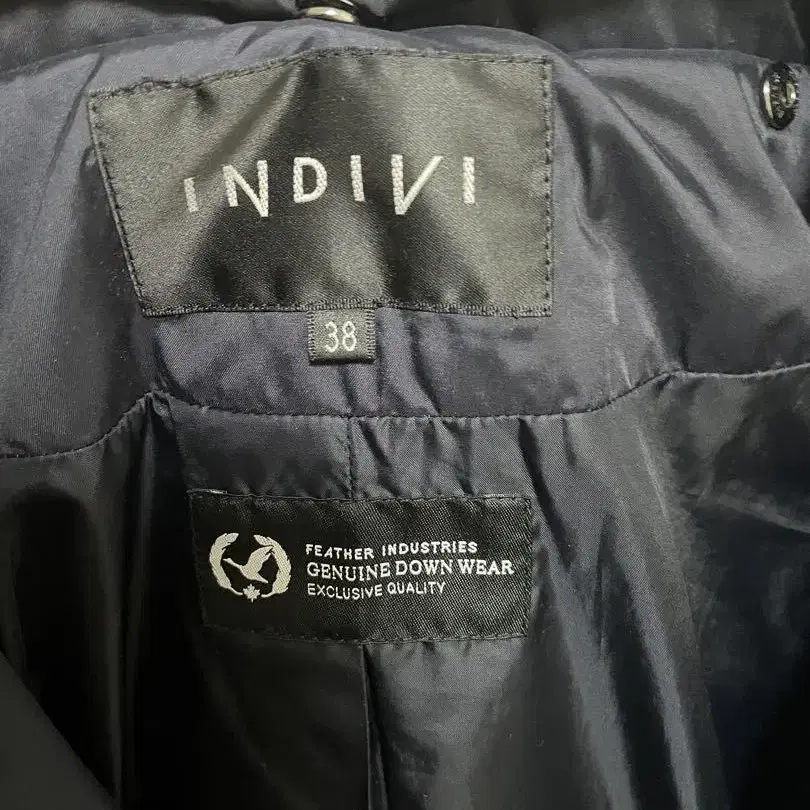 INDIVI
38
FEATHER INDUSTRIES
GENUINE DOWN WEAR
EXCLUSIVE QUALITY